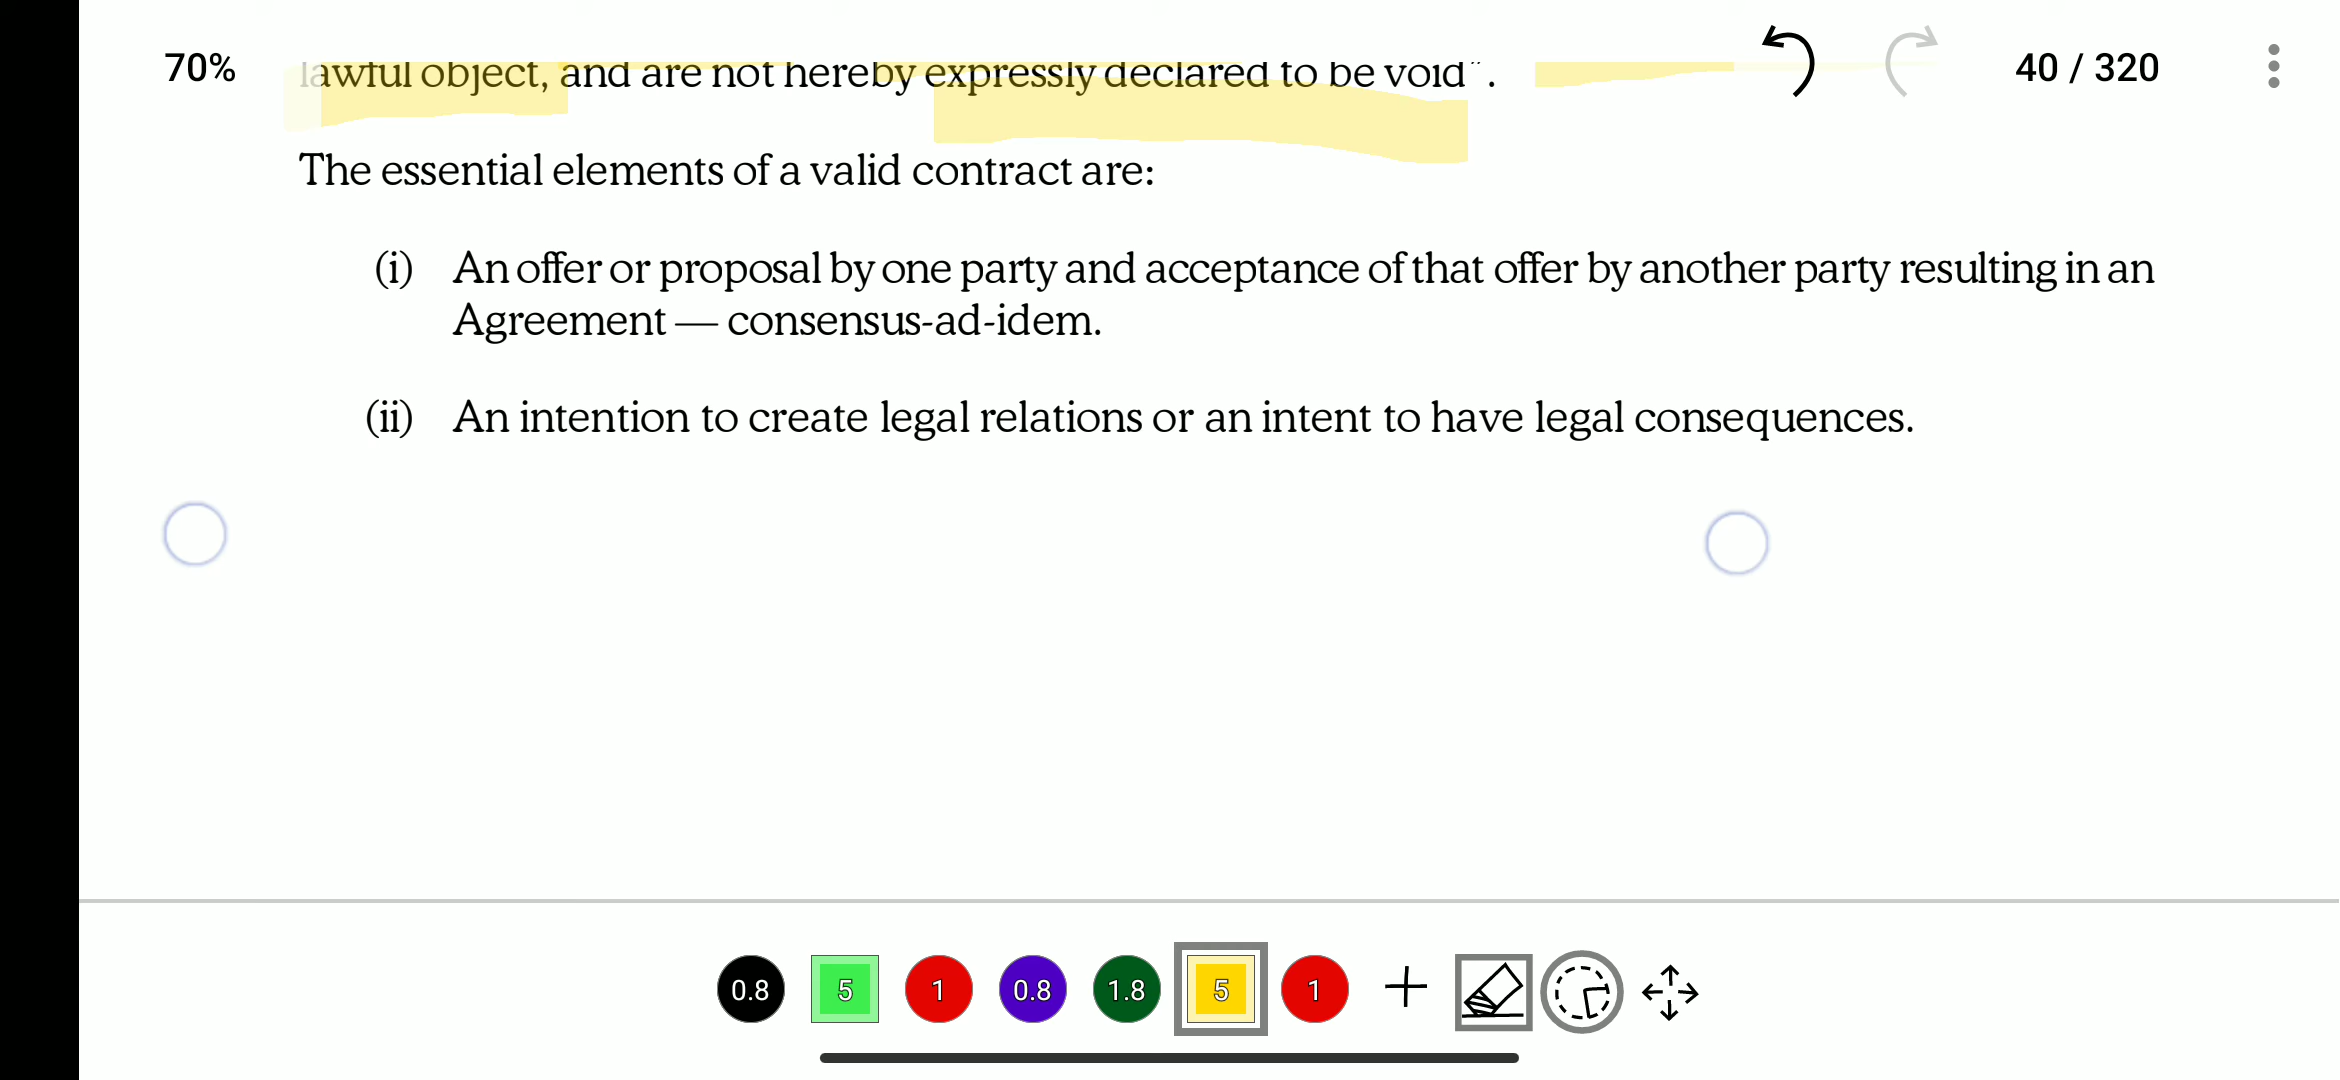 70%
lawful object, and are not hereby expressly declared to be void".
40 / 320
The essential elements of a valid contract are:
(i) An offer or proposal by one party and acceptance of that offer by another party resulting in an
Agreement — consensus-ad-idem.
(ii) An intention to create legal relations or an intent to have legal consequences.
0.8 5 1 0.8 1.8 5 1